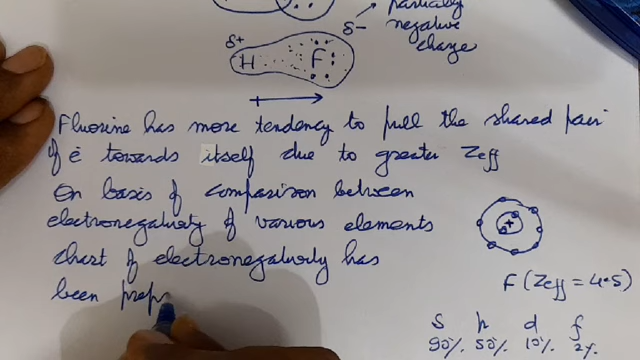 partially
δ- negative
charge
δ+
H F
Fluorine has more tendency to pull the shared pair
of e towards itself due to greater Zeff
On basis of comparison between
electronegativity of various elements
chart of electronegativity has
been prep
+
F (Zeff = 4.5)
S p d f
90% 50% 10% 2%